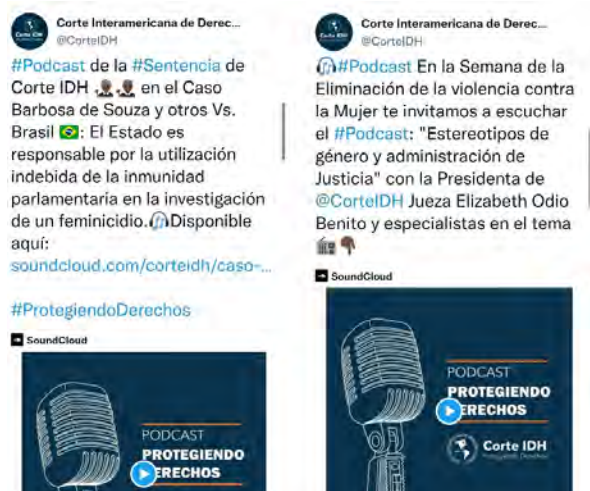 Corte Interamericana de Derec...
@CorteIDH
#Podcast de la #Sentencia de
Corte IDH 👩🏽‍⚖️👨🏽‍⚖️ en el Caso
Barbosa de Souza y otros Vs.
Brasil 🇧🇷: El Estado es
responsable por la utilización
indebida de la inmunidad
parlamentaria en la investigación
de un feminicidio.🎧Disponible
aquí:
soundcloud.com/corteidh/caso-...
#ProtegiendoDerechos
SoundCloud
PODCAST
PROTEGIENDO
DERECHOS
Corte Interamericana de Derec...
@CorteIDH
🎧#Podcast En la Semana de la
Eliminación de la violencia contra
la Mujer te invitamos a escuchar
el #Podcast: "Estereotipos de
género y administración de
Justicia" con la Presidenta de
@CorteIDH Jueza Elizabeth Odio
Benito y especialistas en el tema
📻👇🏾
SoundCloud
PODCAST
PROTEGIENDO
DERECHOS
Corte IDH